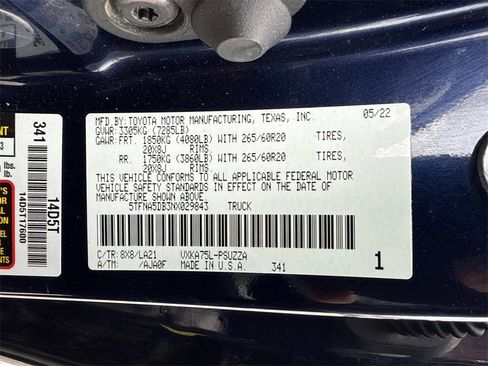 MFD.BY:TOYOTA MOTOR MANUFACTURING, TEXAS, INC. 05/22
GVWR:3305KG (7285LB)
GAWR:FRT. 1850KG (4080LB) WITH 265/60R20 TIRES,
20X8J RIMS
RR. 1750KG (3860LB) WITH 265/60R20 TIRES,
20X8J RIMS
THIS VEHICLE CONFORMS TO ALL APPLICABLE FEDERAL MOTOR
VEHICLE SAFETY STANDARDS IN EFFECT ON THE DATE OF
MANUFACTURE SHOWN ABOVE.
5TFNA5DB3NX029843 TRUCK
C/TR:8X8/LA21 VXKA75L-PSUZZA
A/TM: /AJA0F MADE IN U.S.A. 341 1
341
14D5T
14D5T17600
lbs.